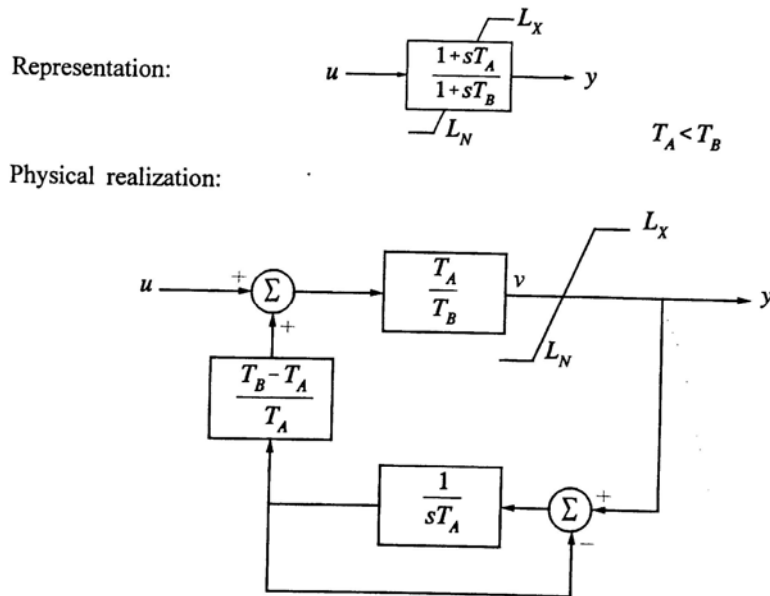 L_X
Representation:
u
1+sT_A
1+sT_B
y
L_N
T_A < T_B
Physical realization:
L_X
u
+
Σ
T_A
T_B
v
y
+
L_N
T_B - T_A
T_A
1
sT_A
Σ
+
-